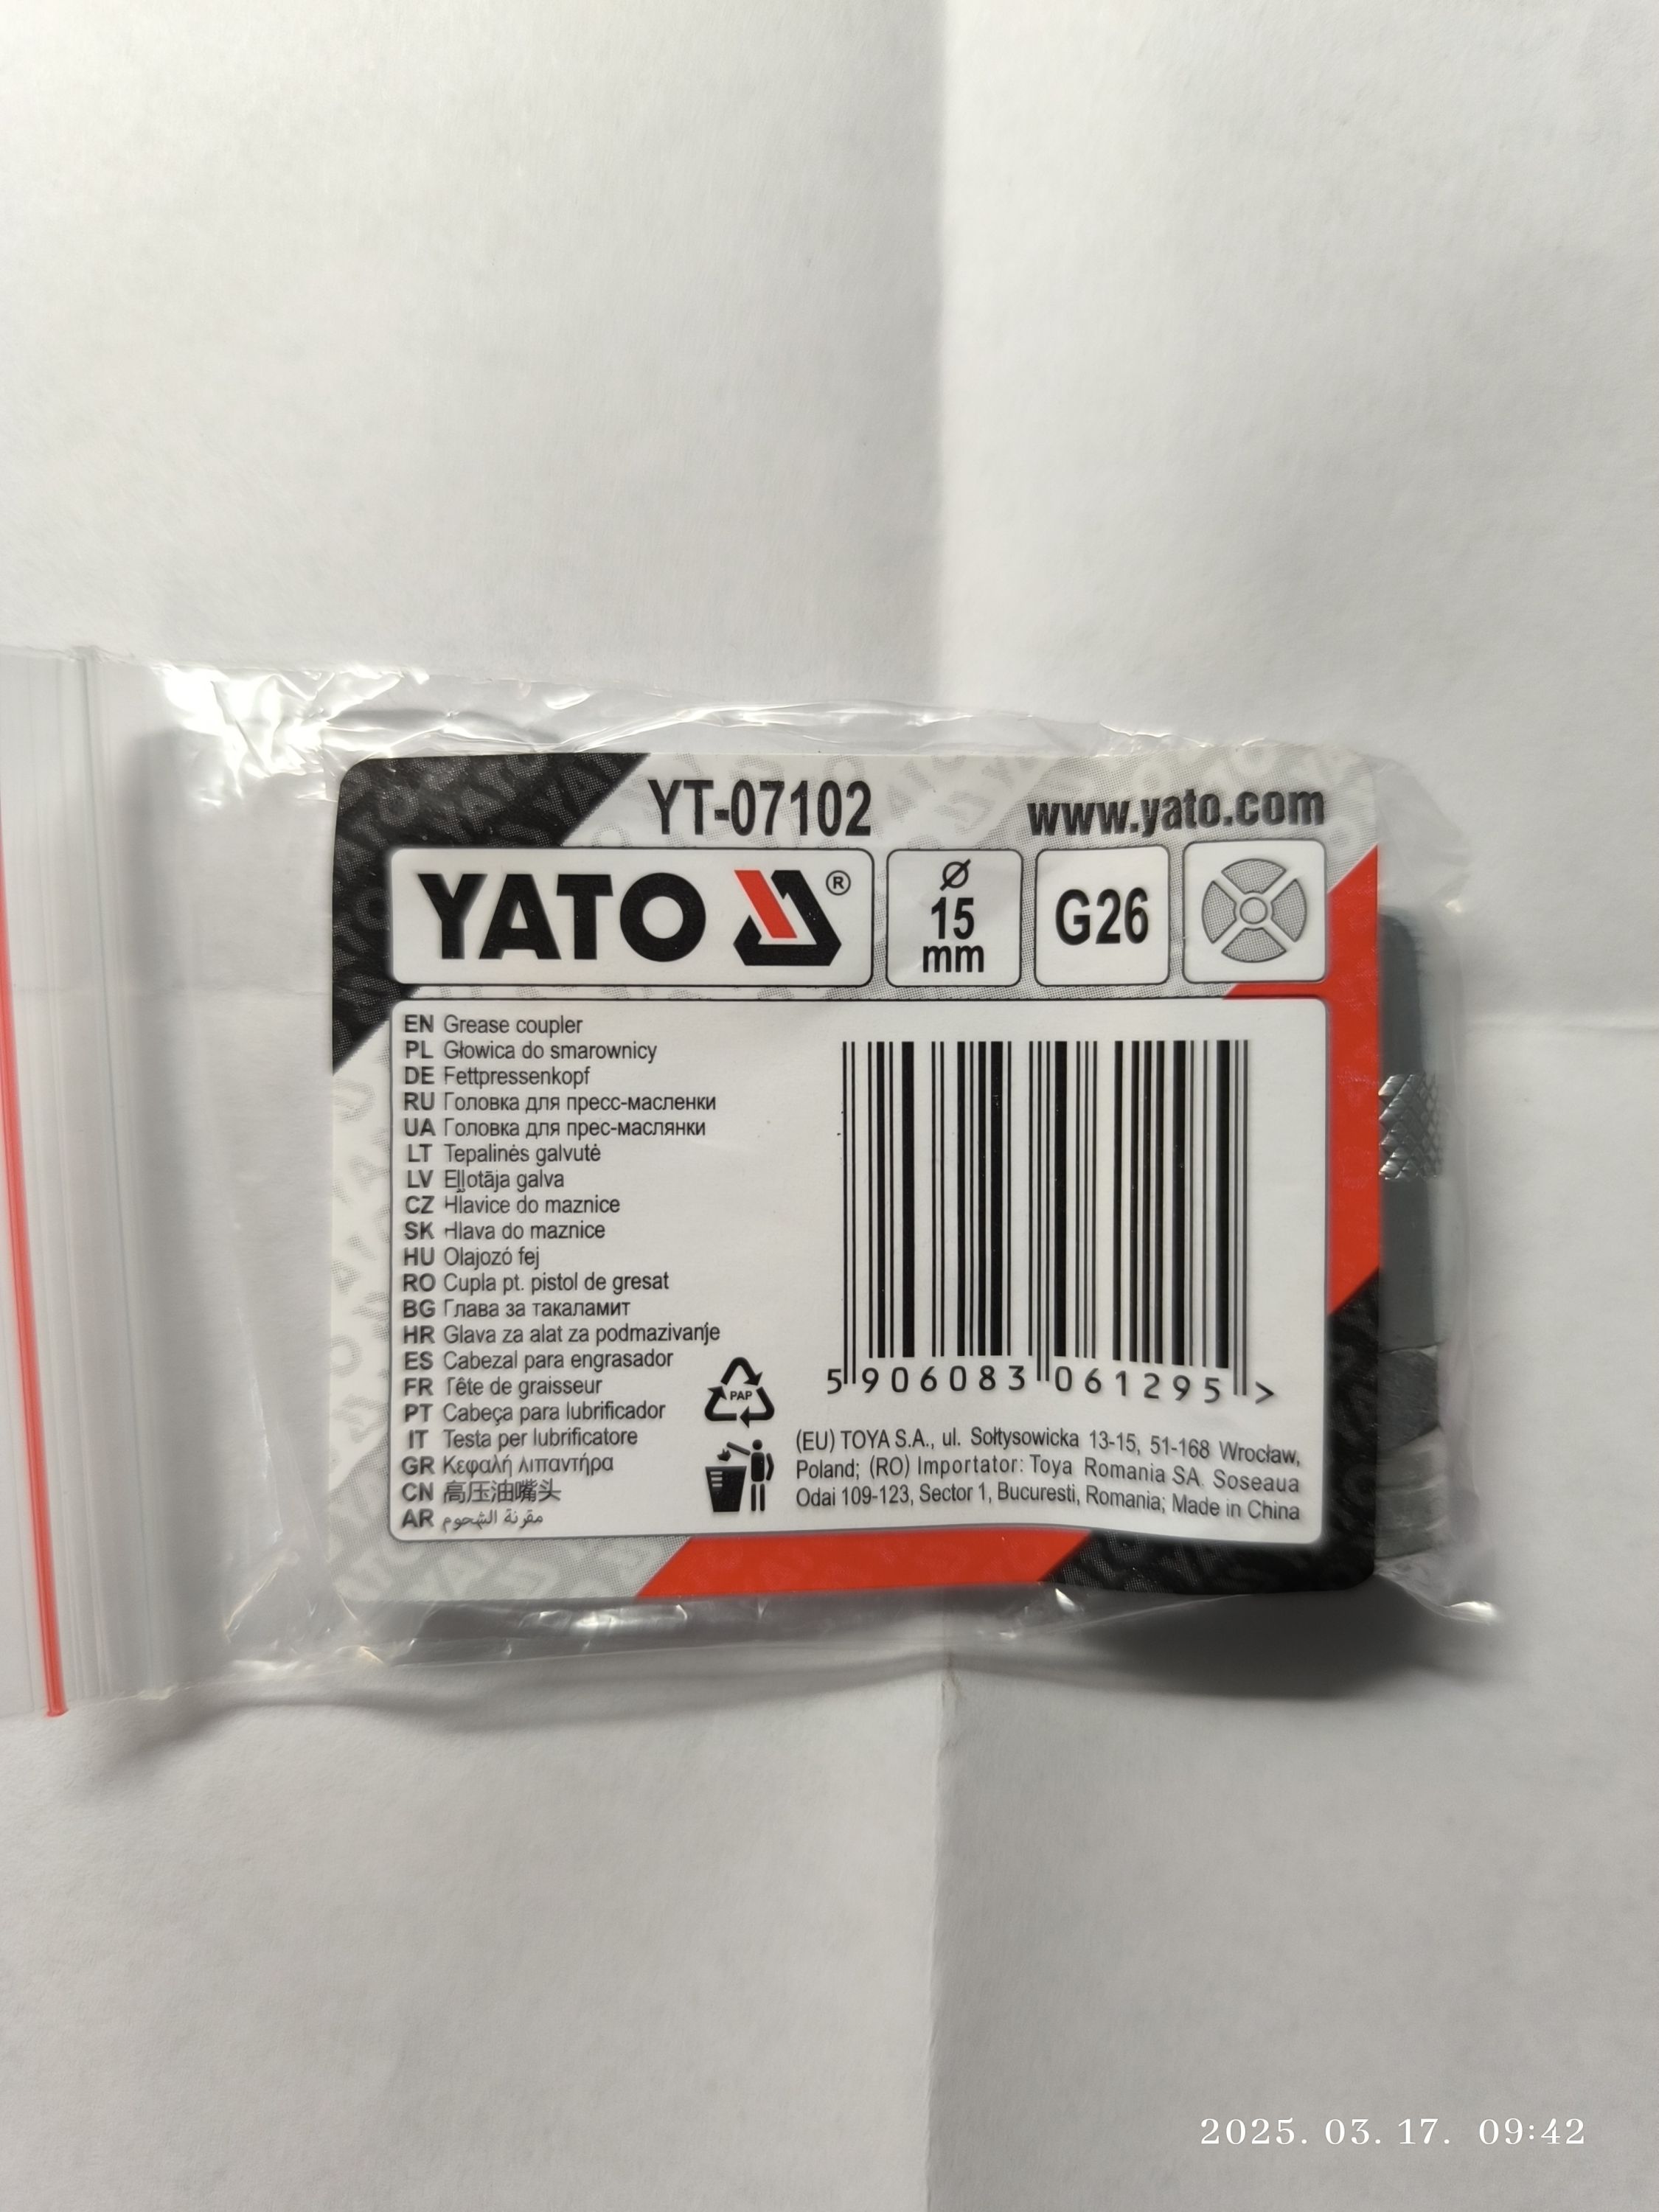 YT-07102
www.yato.com
YATO ®
Ø 15 mm
G26
EN Grease coupler
PL Głowica do smarownicy
DE Fettpressenkopf
RU Головка для пресс-масленки
UA Головка для прес-маслянки
LT Tepalinės galvutė
LV Eļļotāja galva
CZ Hlavice do maznice
SK Hlava do maznice
HU Olajozó fej
RO Cupla pt. pistol de gresat
BG Глава за такаламит
HR Glava za alat za podmazivanje
ES Cabezal para engrasador
FR Tête de graisseur
PT Cabeça para lubrificador
IT Testa per lubrificatore
GR Κεφαλή λιπαντήρα
CN 高压油嘴头
AR مقرنة الشحوم
PAP
5 906083 061295 >
(EU) TOYA S.A., ul. Sołtysowicka 13-15, 51-168 Wrocław,
Poland; (RO) Importator: Toya Romania SA Soseaua
Odai 109-123, Sector 1, Bucuresti, Romania; Made in China
2025. 03. 17. 09:42